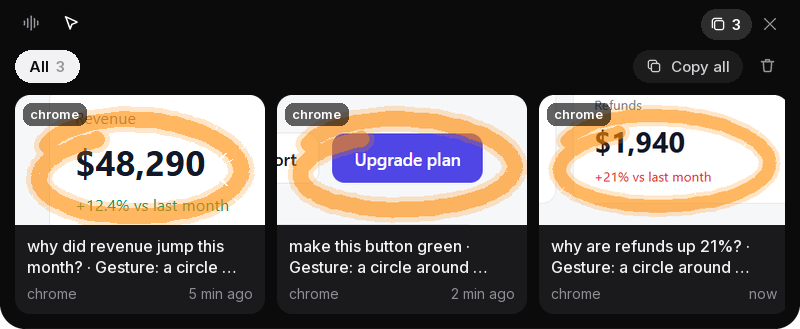 3
All 3
Copy all
chrome
Revenue
$48,290
+12.4% vs last month
why did revenue jump this
month? · Gesture: a circle ...
chrome
5 min ago
chrome
ort
Upgrade plan
make this button green ·
Gesture: a circle around ...
chrome
2 min ago
chrome
Refunds
$1,940
+21% vs last month
why are refunds up 21%? ·
Gesture: a circle around ...
chrome
now